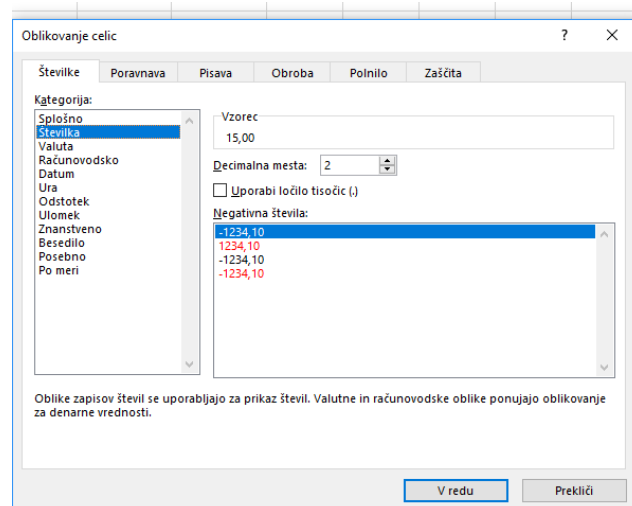 Oblikovanje celic
?
Številke Poravnava Pisava Obroba Polnilo Zaščita
Kategorija:
Splošno
Številka
Valuta
Računovodsko
Datum
Ura
Odstotek
Ulomek
Znanstveno
Besedilo
Posebno
Po meri
Vzorec
15,00
Decimalna mesta: 2
Uporabi ločilo tisočic (.)
Negativna števila:
-1234,10
1234,10
-1234,10
-1234,10
Oblike zapisov števil se uporabljajo za prikaz števil. Valutne in računovodske oblike ponujajo oblikovanje
za denarne vrednosti.
V redu Prekliči